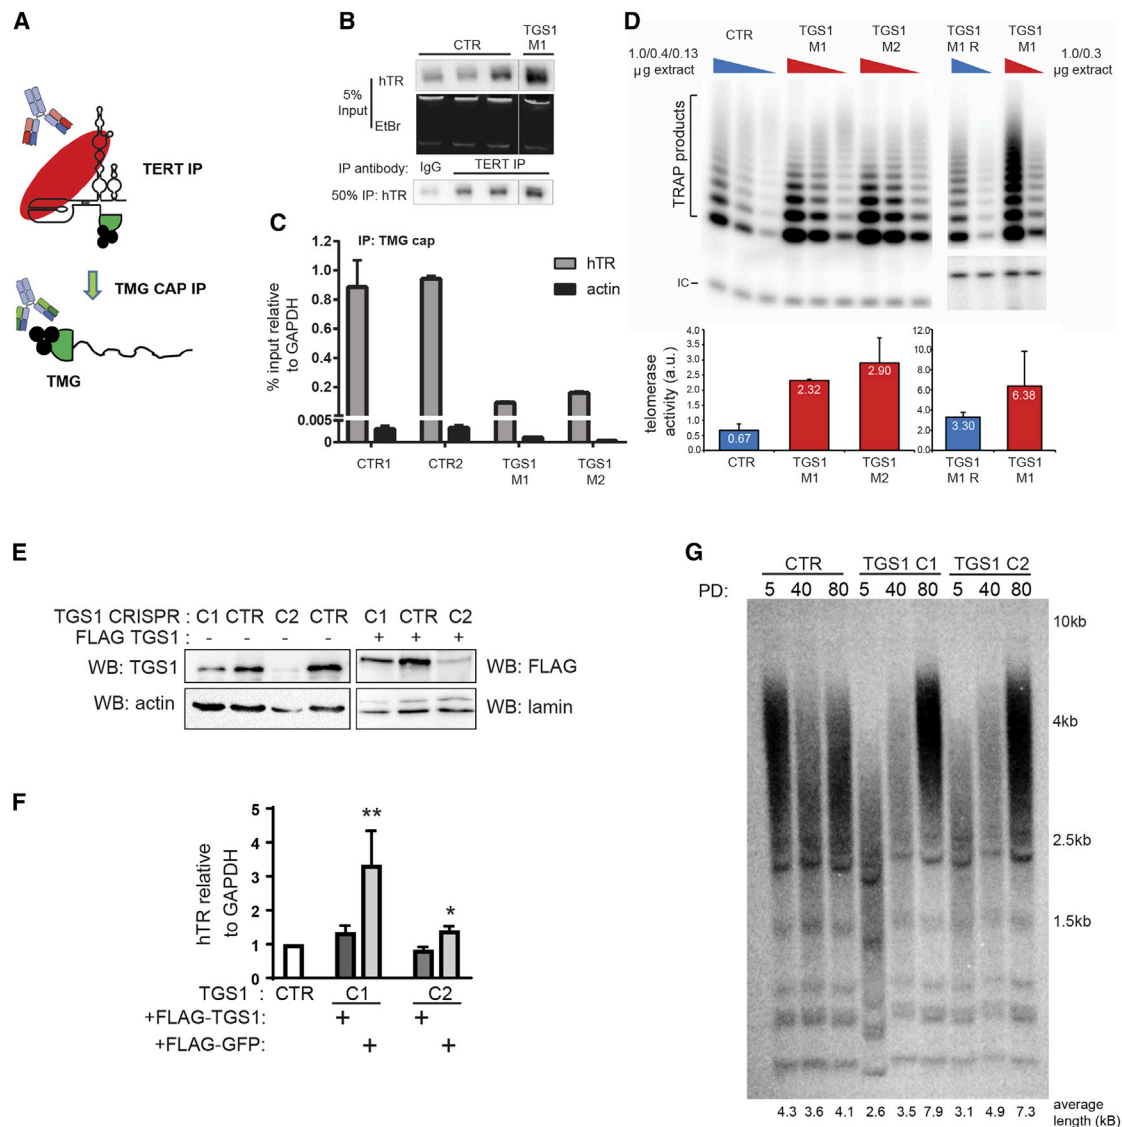 A
TERT IP
TMG CAP IP
TMG
B
CTR
TGS1
M1
5%
Input
hTR
EtBr
IP antibody:
IgG
TERT IP
50% IP: hTR
C
IP: TMG cap
hTR
actin
% input relative
to GAPDH
1.2
1.0
0.8
0.6
0.4
0.2
0.005
0
CTR1
CTR2
TGS1
M1
TGS1
M2
D
1.0/0.4/0.13
µg extract
CTR
TGS1
M1
TGS1
M2
TGS1
M1 R
TGS1
M1
1.0/0.3
µg extract
TRAP products
IC
telomerase
activity (a.u.)
4.0
3.5
3.0
2.5
2.0
1.5
1.0
0.5
0.0
0.67
2.32
2.90
CTR
TGS1
M1
TGS1
M2
12.0
10.0
8.0
6.0
4.0
2.0
0.0
3.30
6.38
TGS1
M1 R
TGS1
M1
E
TGS1 CRISPR : C1 CTR C2 CTR C1 CTR C2
FLAG TGS1 : - - - - + + +
WB: TGS1
WB: FLAG
WB: actin
WB: lamin
F
hTR relative
to GAPDH
5
4
3
2
1
0
**
*
TGS1 : CTR C1 C2
+FLAG-TGS1: + +
+FLAG-GFP: + +
G
CTR TGS1 C1 TGS1 C2
PD: 5 40 80 5 40 80 5 40 80
10kb
4kb
2.5kb
1.5kb
4.3 3.6 4.1 2.6 3.5 7.9 3.1 4.9 7.3
average
length (kB)